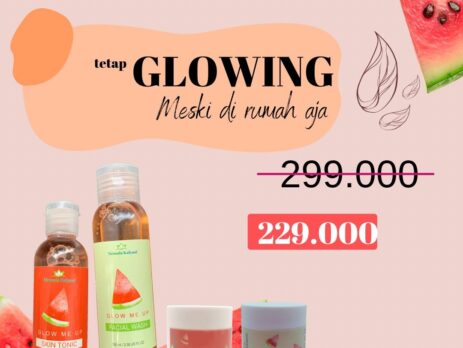 tetap GLOWING
Meski di rumah aja
299.000
229.000
GLOW ME UP
SKIN TONIC
GLOW ME UP
FACIAL WASH